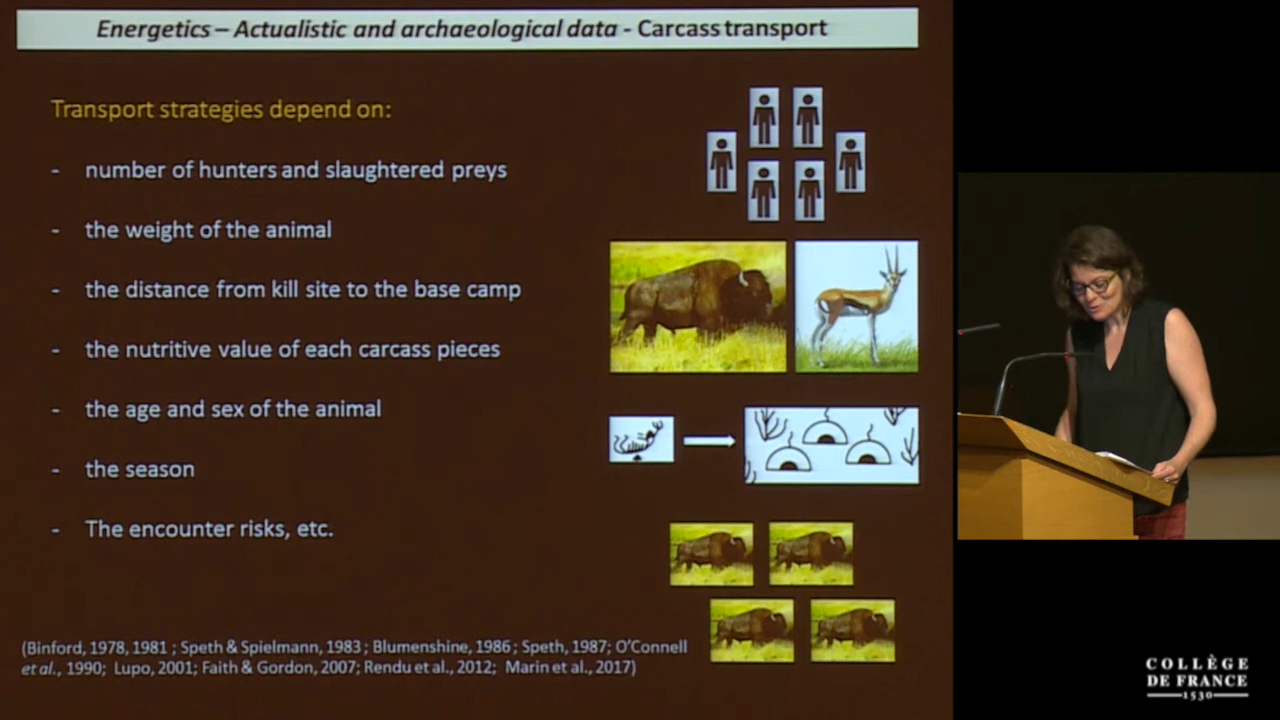 Energetics – Actualistic and archaeological data - Carcass transport
Transport strategies depend on:
- number of hunters and slaughtered preys
- the weight of the animal
- the distance from kill site to the base camp
- the nutritive value of each carcass pieces
- the age and sex of the animal
- the season
- The encounter risks, etc.
(Binford, 1978, 1981 ; Speth & Spielmann, 1983 ; Blumenshine, 1986 ; Speth, 1987; O'Connell
et al., 1990; Lupo, 2001; Faith & Gordon, 2007; Rendu et al., 2012; Marin et al., 2017)
COLLÈGE
DE FRANCE
1530